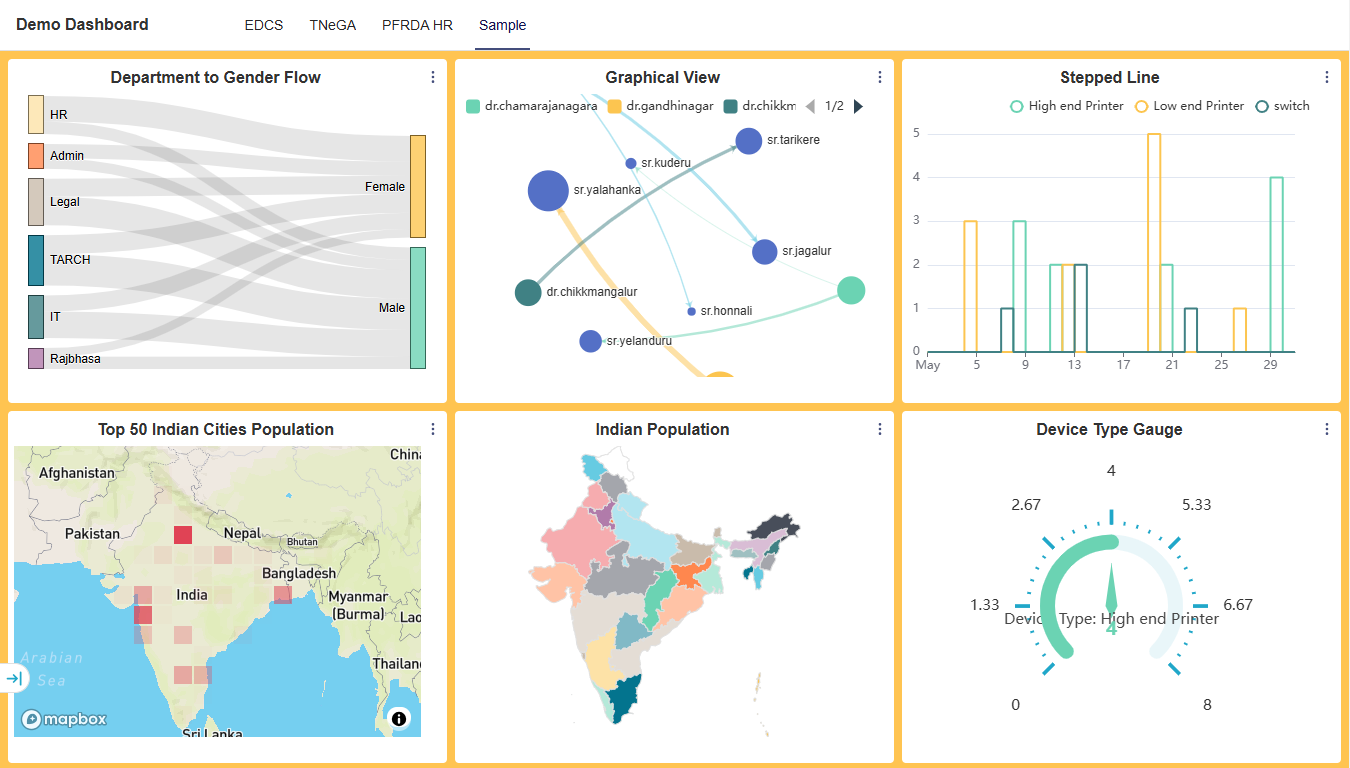 Demo Dashboard
EDCS TNeGA PFRDA HR Sample
Department to Gender Flow
HR
Admin
Legal
TARCH
IT
Rajbhasa
Female
Male
Graphical View
dr.chamarajanagara dr.gandhinagar dr.chikkm 1/2
sr.tarikere
sr.kuderu
sr.yalahanka
sr.jagalur
dr.chikkmangalur
sr.honnali
sr.yelanduru
Stepped Line
High end Printer Low end Printer switch
5
4
3
2
1
0
May 5 9 13 17 21 25 29
Top 50 Indian Cities Population
China
Afghanistan
Pakistan
Nepal
Bhutan
Bangladesh
India
Myanmar
(Burma)
Lao
Arabian
Sea
Thailan
mapbox
Sri Lanka
Indian Population
Device Type Gauge
4
2.67 5.33
1.33 6.67
Device Type: High end Printer
4
0 8